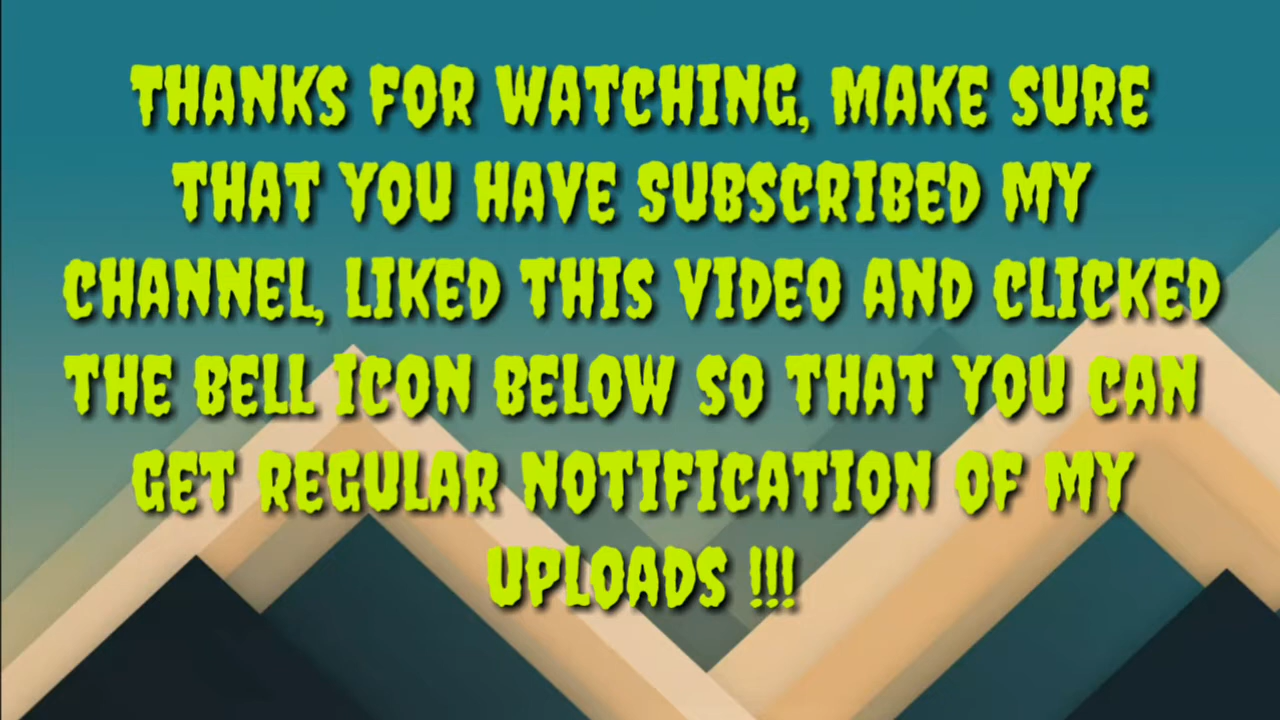 THANKS FOR WATCHING, MAKE SURE
THAT YOU HAVE SUBSCRIBED MY
CHANNEL, LIKED THIS VIDEO AND CLICKED
THE BELL ICON BELOW SO THAT YOU CAN
GET REGULAR NOTIFICATION OF MY
UPLOADS !!!